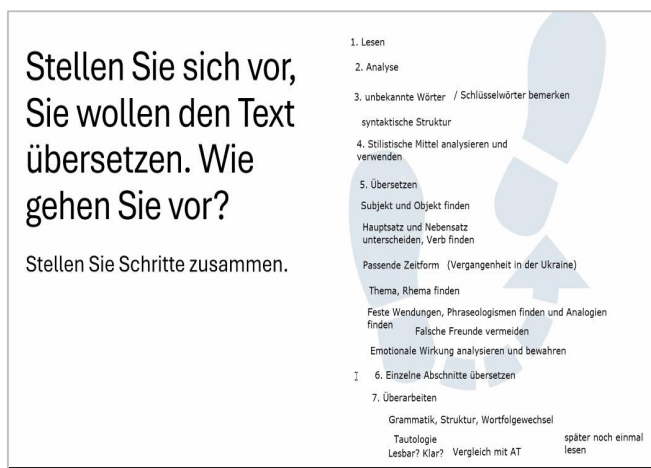 Stellen Sie sich vor,
Sie wollen den Text
übersetzen. Wie
gehen Sie vor?
Stellen Sie Schritte zusammen.
1. Lesen
2. Analyse
3. unbekannte Wörter / Schlüsselwörter bemerken
syntaktische Struktur
4. Stilistische Mittel analysieren und
verwenden
5. Übersetzen
Subjekt und Objekt finden
Hauptsatz und Nebensatz
unterscheiden, Verb finden
Passende Zeitform (Vergangenheit in der Ukraine)
Thema, Rhema finden
Feste Wendungen, Phraseologismen finden und Analogien
finden
Falsche Freunde vermeiden
Emotionale Wirkung analysieren und bewahren
6. Einzelne Abschnitte übersetzen
7. Überarbeiten
Grammatik, Struktur, Wortfolgewechsel
Tautologie
Lesbar? Klar? Vergleich mit AT
später noch einmal
lesen